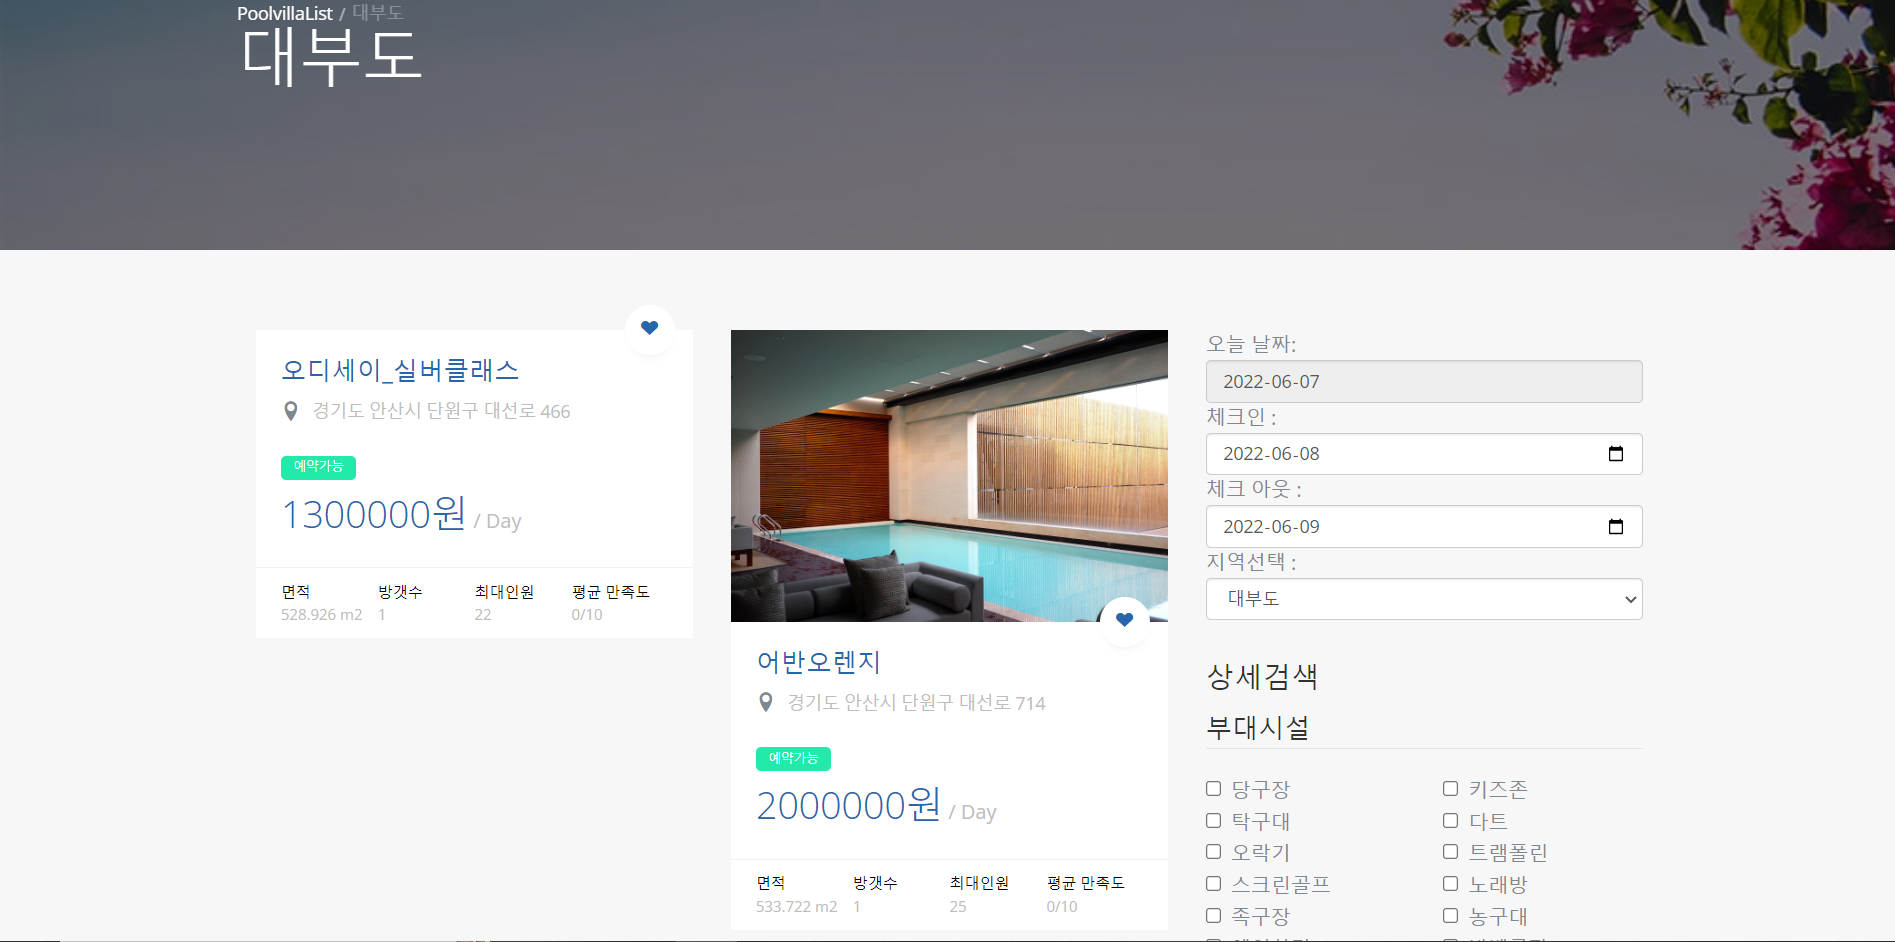 PoolvillaList / 대부도
대부도
오디세이_실버클래스
경기도 안산시 단원구 대선로 466
예약가능
1300000원 / Day
면적 방갯수 최대인원 평균 만족도
528.926 m2 1 22 0/10
어반오렌지
경기도 안산시 단원구 대선로 714
예약가능
2000000원 / Day
면적 방갯수 최대인원 평균 만족도
533.722 m2 1 25 0/10
오늘 날짜:
2022-06-07
체크인 :
2022-06-08
체크 아웃 :
2022-06-09
지역선택 :
대부도
상세검색
부대시설
당구장 키즈존
탁구대 다트
오락기 트램폴린
스크린골프 노래방
족구장 농구대